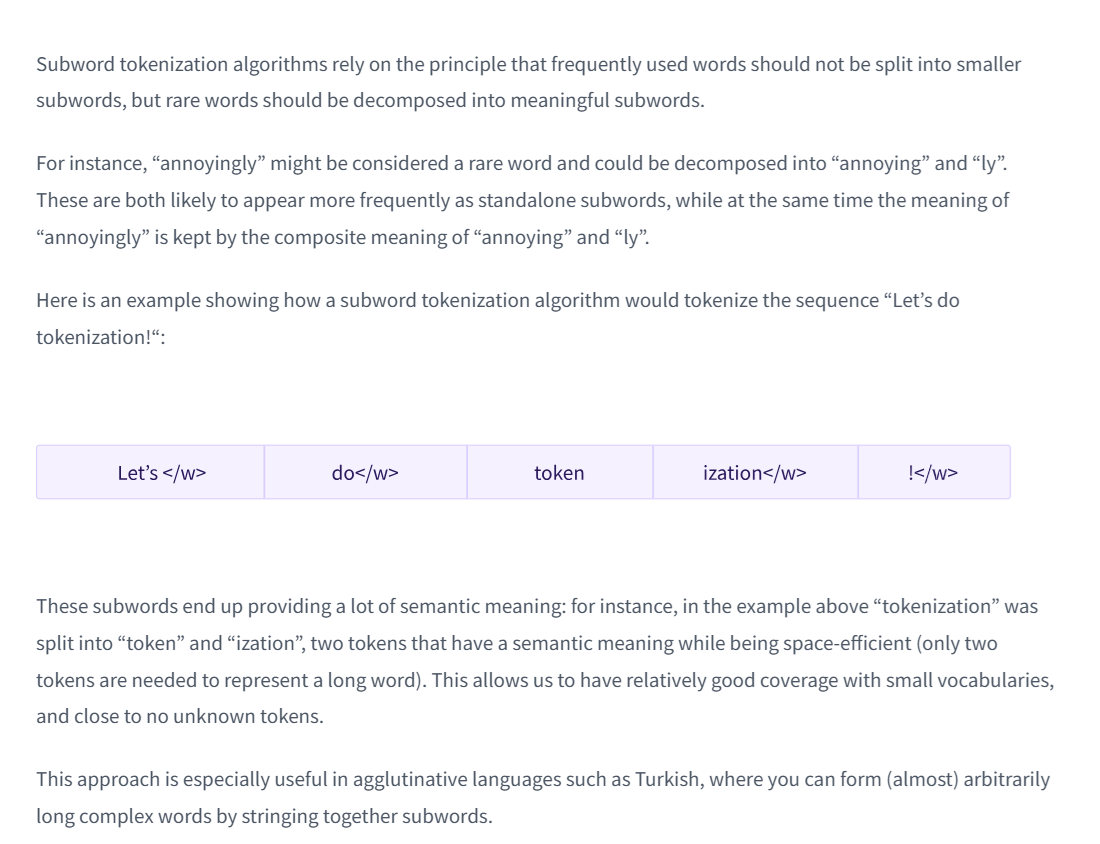 Subword tokenization algorithms rely on the principle that frequently used words should not be split into smaller
subwords, but rare words should be decomposed into meaningful subwords.
For instance, “annoyingly” might be considered a rare word and could be decomposed into “annoying” and “ly”.
These are both likely to appear more frequently as standalone subwords, while at the same time the meaning of
“annoyingly” is kept by the composite meaning of “annoying” and “ly”.
Here is an example showing how a subword tokenization algorithm would tokenize the sequence “Let’s do
tokenization!“:
Let’s </w> do</w> token ization</w> !</w>
These subwords end up providing a lot of semantic meaning: for instance, in the example above “tokenization” was
split into “token” and “ization”, two tokens that have a semantic meaning while being space-efficient (only two
tokens are needed to represent a long word). This allows us to have relatively good coverage with small vocabularies,
and close to no unknown tokens.
This approach is especially useful in agglutinative languages such as Turkish, where you can form (almost) arbitrarily
long complex words by stringing together subwords.